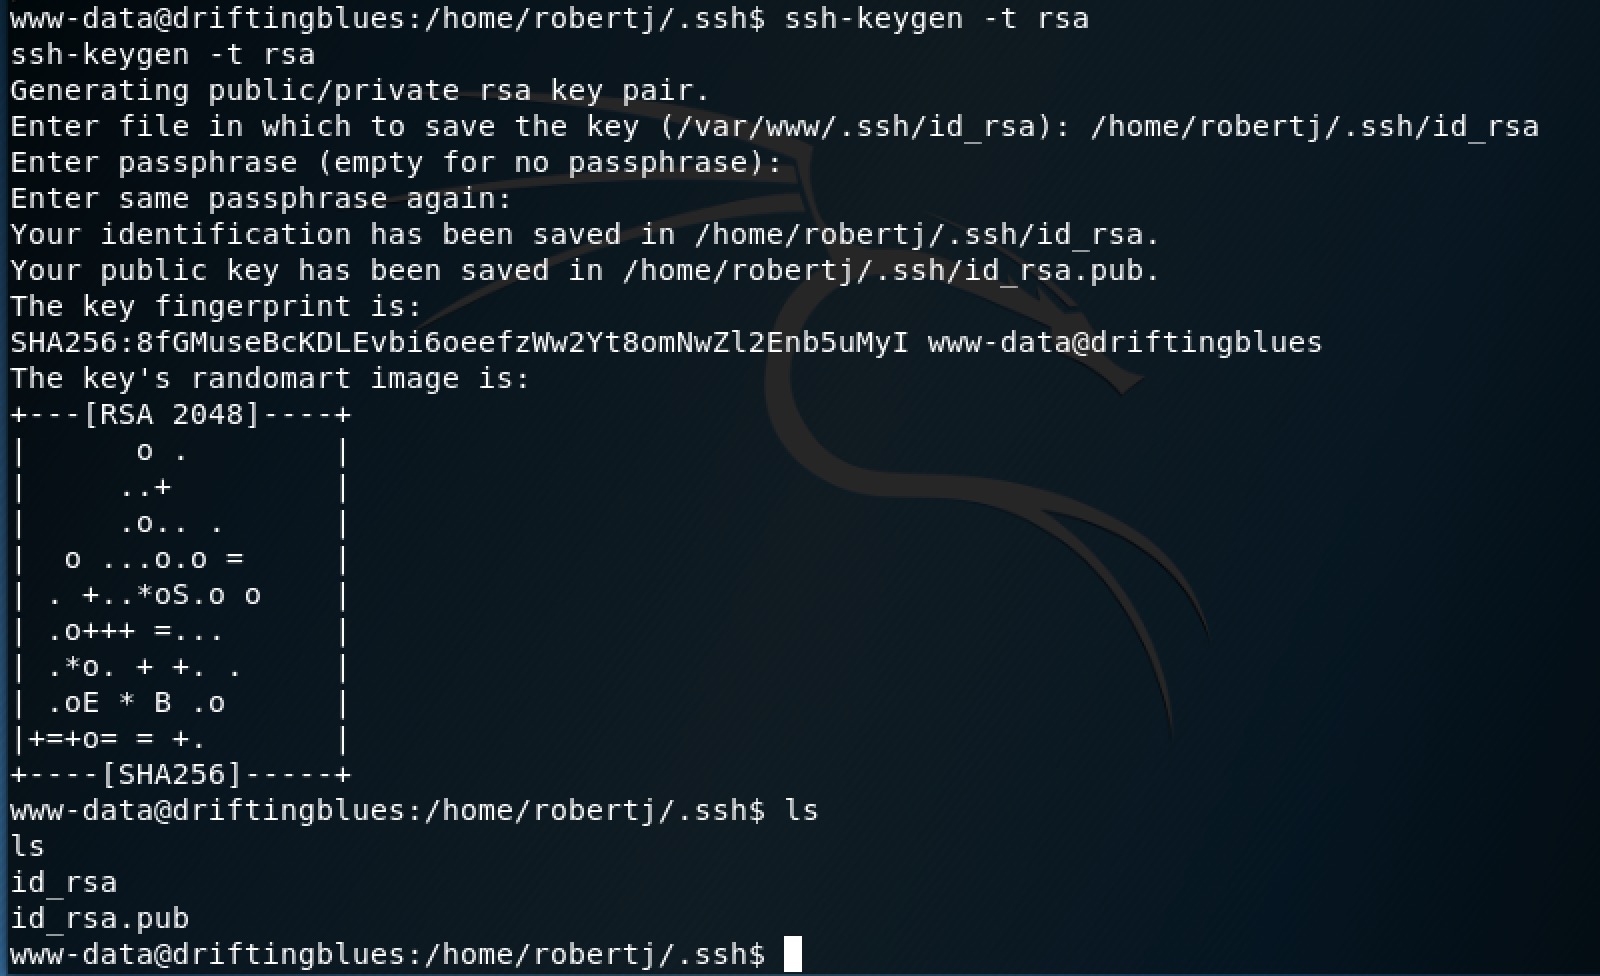 www-data@driftingblues:/home/robertj/.ssh$ ssh-keygen -t rsa
ssh-keygen -t rsa
Generating public/private rsa key pair.
Enter file in which to save the key (/var/www/.ssh/id_rsa): /home/robertj/.ssh/id_rsa
Enter passphrase (empty for no passphrase):
Enter same passphrase again:
Your identification has been saved in /home/robertj/.ssh/id_rsa.
Your public key has been saved in /home/robertj/.ssh/id_rsa.pub.
The key fingerprint is:
SHA256:8fGMuseBcKDLEvbi6oeefzWw2Yt8omNwZl2Enb5uMyI www-data@driftingblues
The key's randomart image is:
+---[RSA 2048]----+
|      o .        |
|     ..+         |
|     .o.. .      |
|  o ...o.o =     |
| . +..*oS.o o    |
| .o+++ =...      |
| .*o. + +. .     |
| .oE * B .o      |
|+=+o= = +.       |
+----[SHA256]-----+
www-data@driftingblues:/home/robertj/.ssh$ ls
ls
id_rsa
id_rsa.pub
www-data@driftingblues:/home/robertj/.ssh$